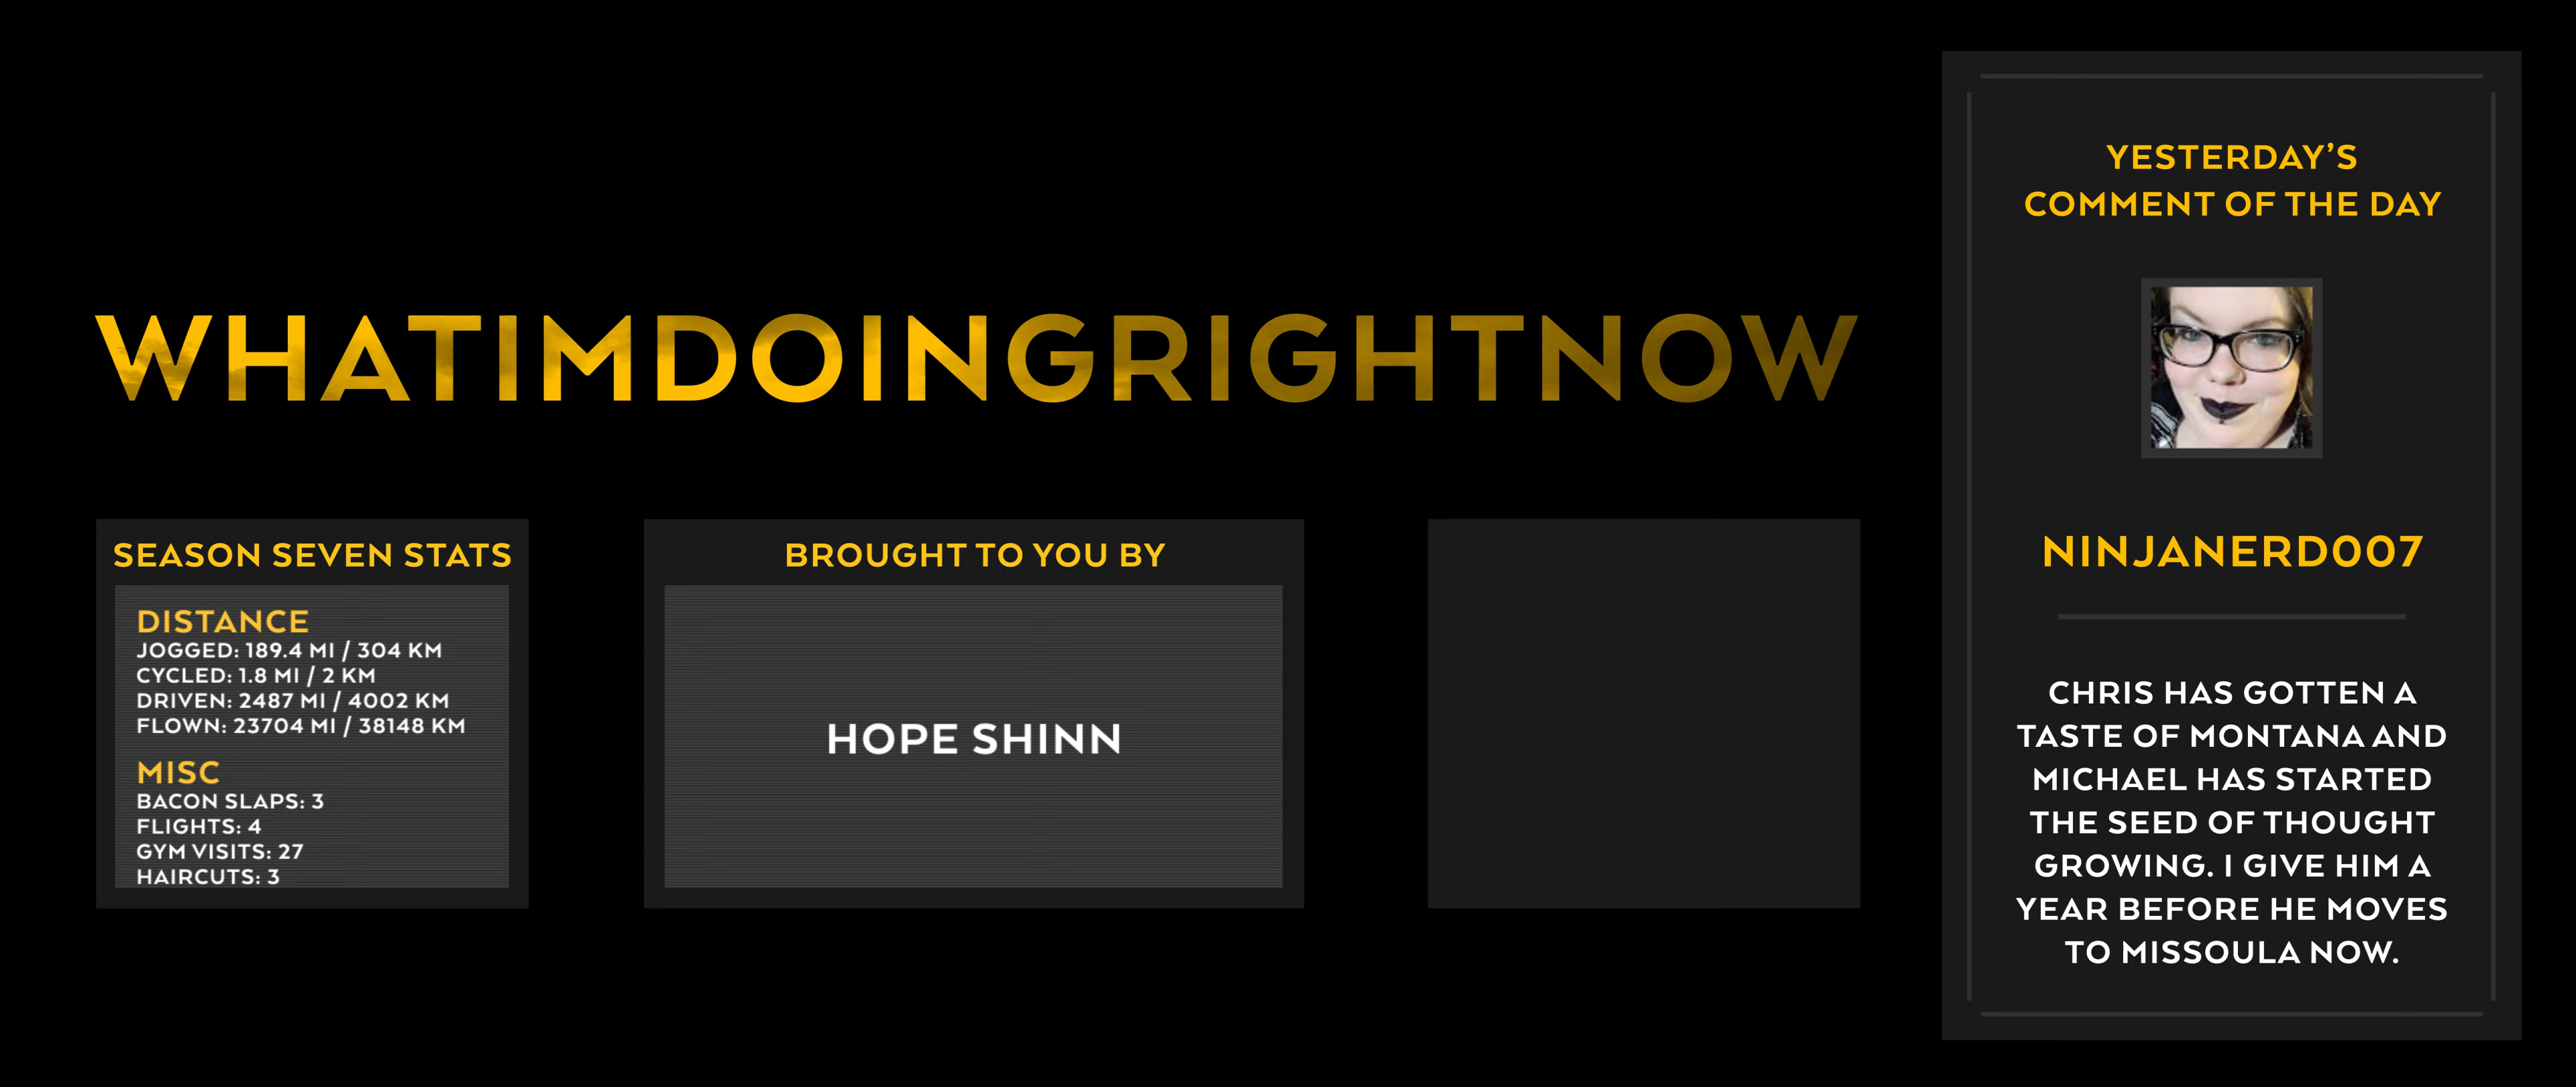 WHATIMDOINGRIGHTNOW
SEASON SEVEN STATS
DISTANCE
JOGGED: 189.4 MI / 304 KM
CYCLED: 1.8 MI / 2 KM
DRIVEN: 2487 MI / 4002 KM
FLOWN: 23704 MI / 38148 KM
MISC
BACON SLAPS: 3
FLIGHTS: 4
GYM VISITS: 27
HAIRCUTS: 3
BROUGHT TO YOU BY
HOPE SHINN
YESTERDAY'S
COMMENT OF THE DAY
NINJANERD007
CHRIS HAS GOTTEN A
TASTE OF MONTANA AND
MICHAEL HAS STARTED
THE SEED OF THOUGHT
GROWING. I GIVE HIM A
YEAR BEFORE HE MOVES
TO MISSOULA NOW.